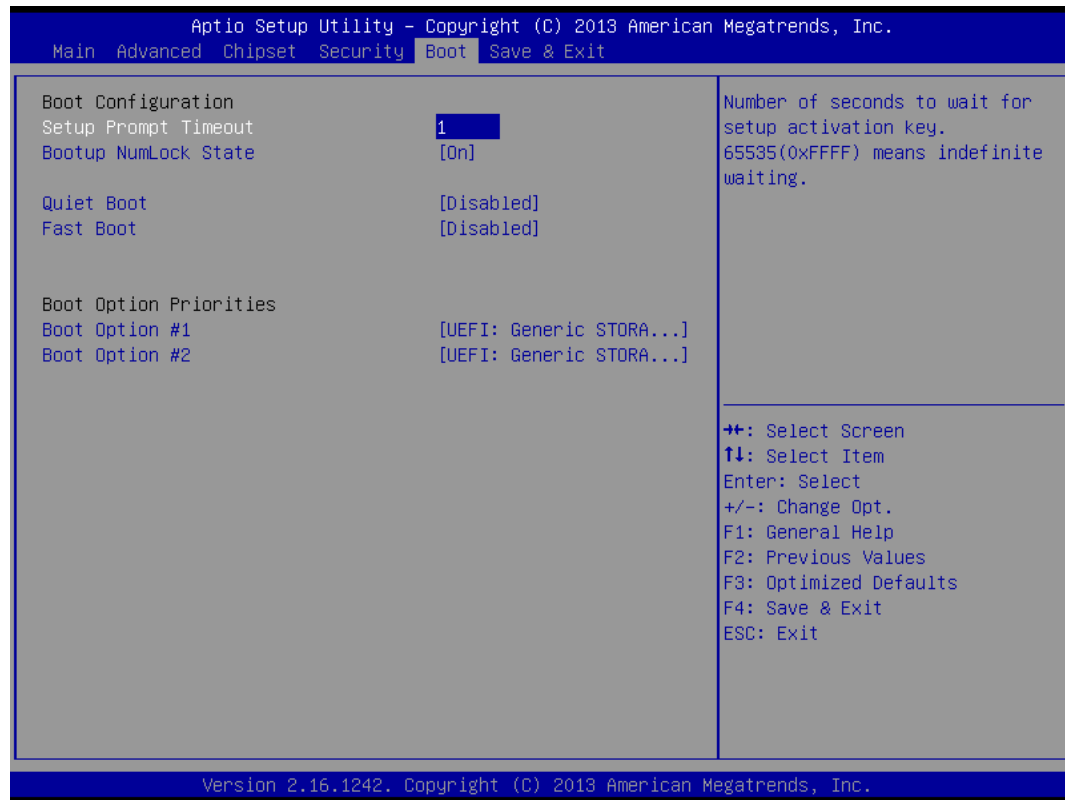 Aptio Setup Utility – Copyright (C) 2013 American Megatrends, Inc.
Main Advanced Chipset Security Boot Save & Exit
Boot Configuration
Setup Prompt Timeout 1
Bootup NumLock State [On]
Quiet Boot [Disabled]
Fast Boot [Disabled]
Boot Option Priorities
Boot Option #1 [UEFI: Generic STORA...]
Boot Option #2 [UEFI: Generic STORA...]
Number of seconds to wait for
setup activation key.
65535(0xFFFF) means indefinite
waiting.
→←: Select Screen
↑↓: Select Item
Enter: Select
+/-: Change Opt.
F1: General Help
F2: Previous Values
F3: Optimized Defaults
F4: Save & Exit
ESC: Exit
Version 2.16.1242. Copyright (C) 2013 American Megatrends, Inc.